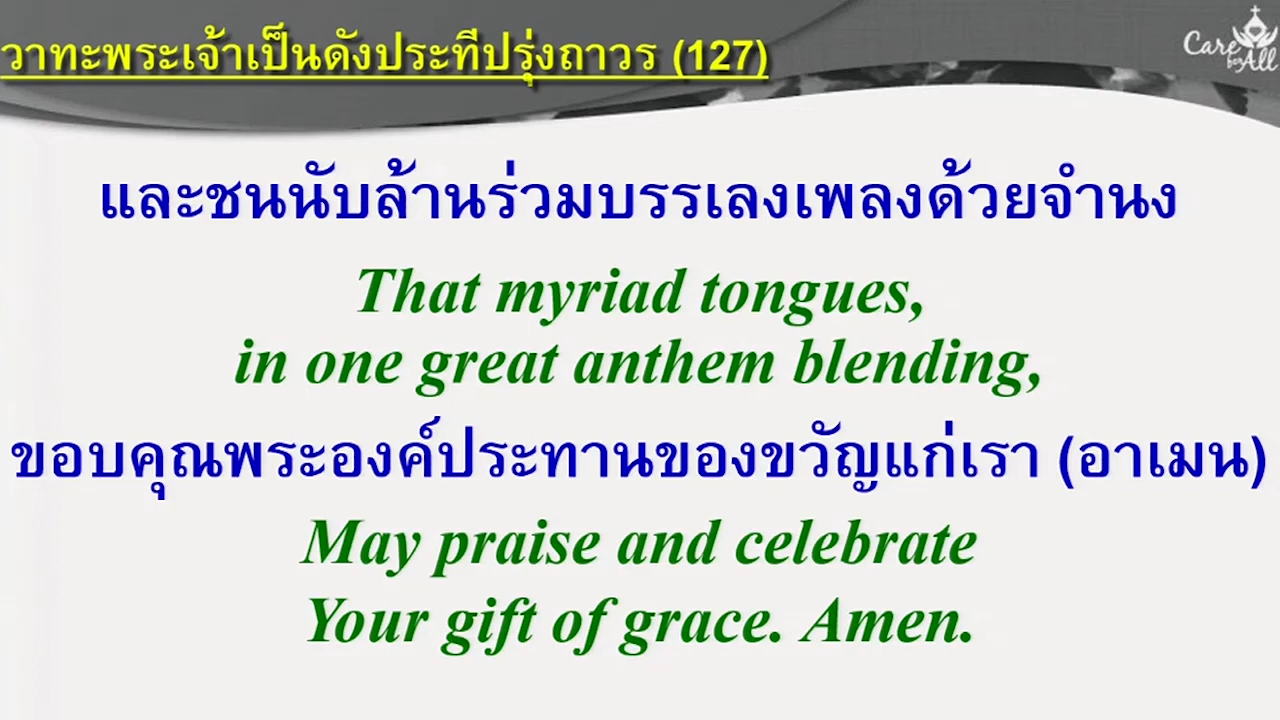 วาทะพระเจ้าเป็นดังประทีปรุ่งถาวร (127)
Care
for All
และชนนับล้านร่วมบรรเลงเพลงด้วยจำนง
That myriad tongues,
in one great anthem blending,
ขอบคุณพระองค์ประทานของขวัญแก่เรา (อาเมน)
May praise and celebrate
Your gift of grace. Amen.